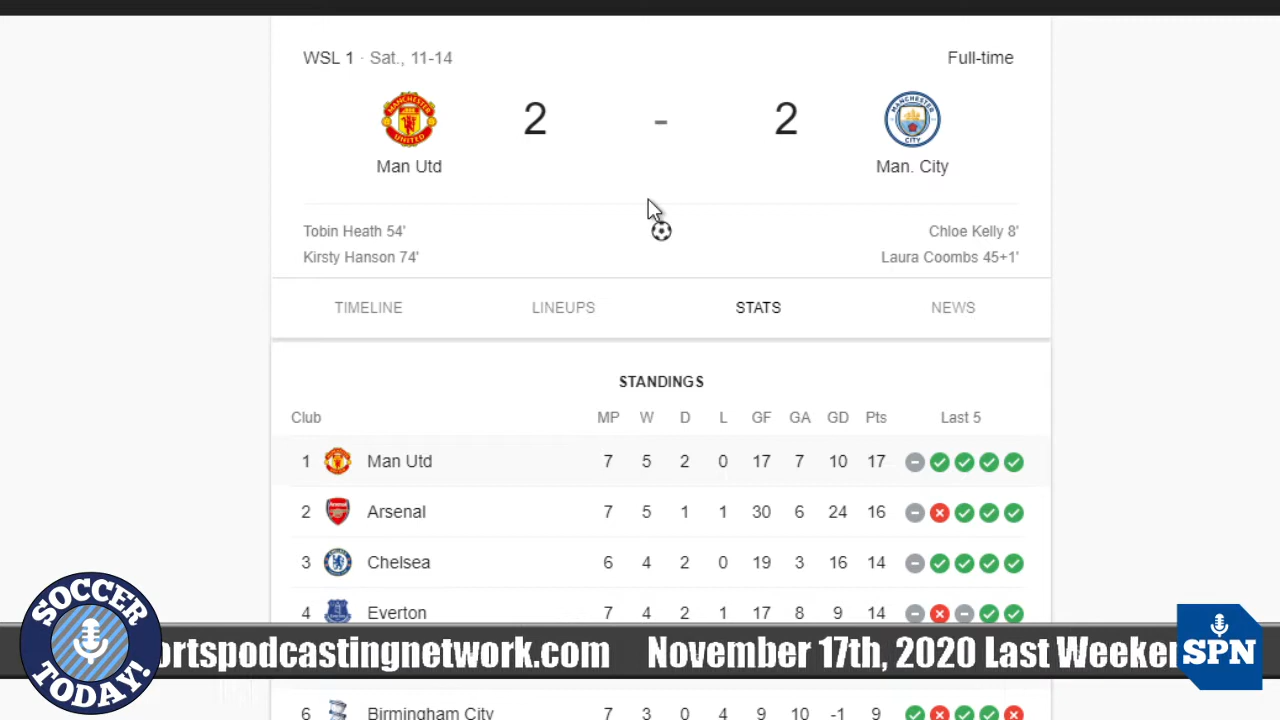 WSL 1 · Sat., 11-14 Full-time
2 - 2
Man Utd Man. City
Tobin Heath 54' Chloe Kelly 8'
Kirsty Hanson 74' Laura Coombs 45+1'
TIMELINE LINEUPS STATS NEWS
STANDINGS
Club MP W D L GF GA GD Pts Last 5
1 Man Utd 7 5 2 0 17 7 10 17
2 Arsenal 7 5 1 1 30 6 24 16
3 Chelsea 6 4 2 0 19 3 16 14
4 Everton 7 4 2 1 17 8 9 14
SOCCER TODAY!
ortspodcastingnetwork.com November 17th, 2020 Last Weeken
SPN
6 Birmingham City 7 3 0 4 9 10 -1 9